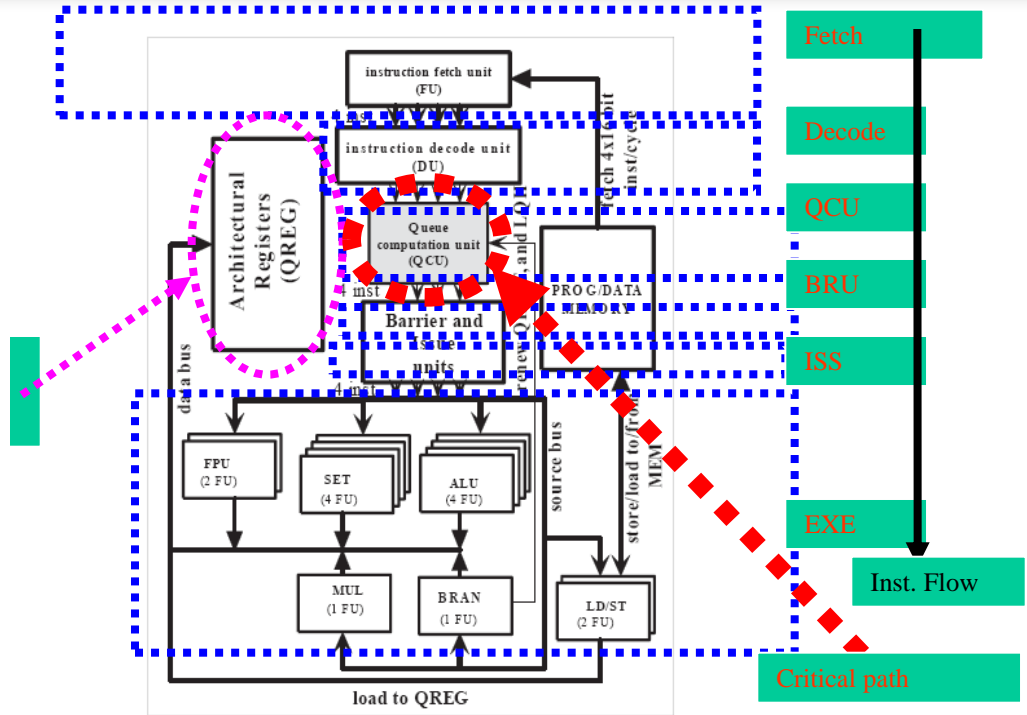 Fetch
instruction fetch unit
(FU)
fetch 4x16 bit
inst/cycle
Decode
instruction decode unit
(DU)
Architectural
Registers
(QREG)
Queue
computation unit
(QCU)
QCU
4 inst
PROG/DATA
MEMORY
BRU
Barrier and
Issue
units
ISS
4 inst
data bus
source bus
store/load to/from
MEM
FPU
(2 FU)
SET
(4 FU)
ALU
(4 FU)
EXE
Inst. Flow
MUL
(1 FU)
BRAN
(1 FU)
LD/ST
(2 FU)
Critical path
load to QREG